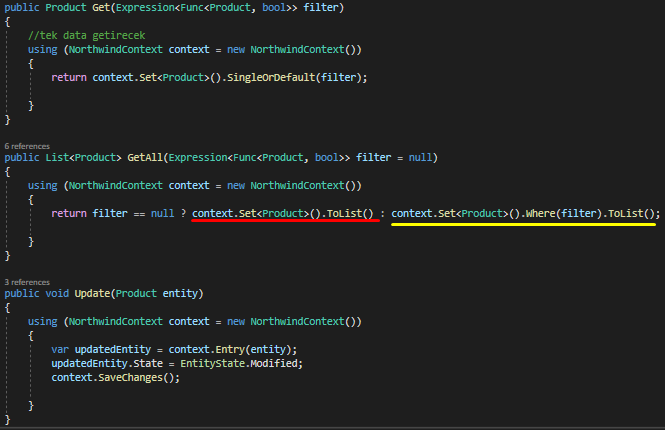 public Product Get(Expression<Func<Product, bool>> filter)
{
//tek data getirecek
using (NorthwindContext context = new NorthwindContext())
{
return context.Set<Product>().SingleOrDefault(filter);
}
}
6 references
public List<Product> GetAll(Expression<Func<Product, bool>> filter = null)
{
using (NorthwindContext context = new NorthwindContext())
{
return filter == null ? context.Set<Product>().ToList() : context.Set<Product>().Where(filter).ToList();
}
}
3 references
public void Update(Product entity)
{
using (NorthwindContext context = new NorthwindContext())
{
var updatedEntity = context.Entry(entity);
updatedEntity.State = EntityState.Modified;
context.SaveChanges();
}
}